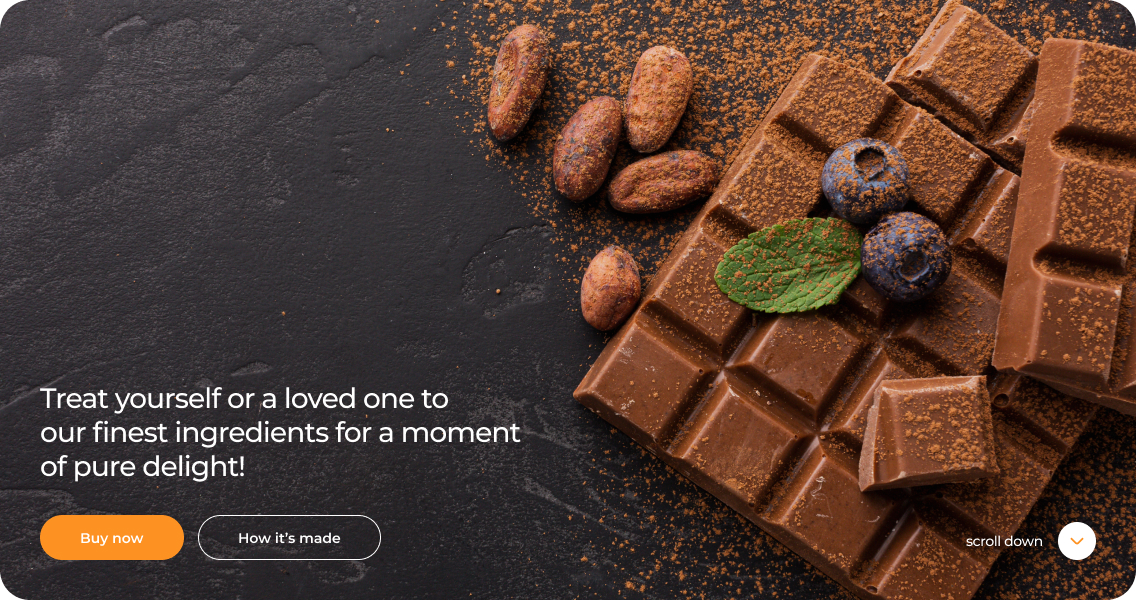 Treat yourself or a loved one to
our finest ingredients for a moment
of pure delight!
Buy now
How it’s made
scroll down